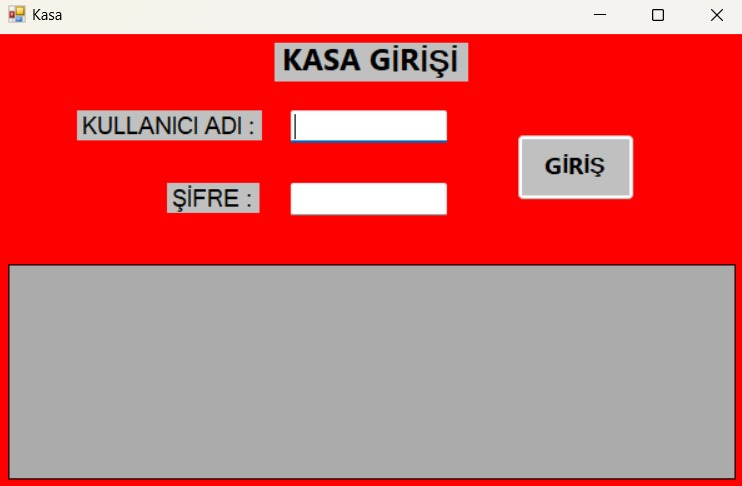 Kasa
KASA GİRİŞİ
KULLANICI ADI :
GİRİŞ
ŞİFRE :